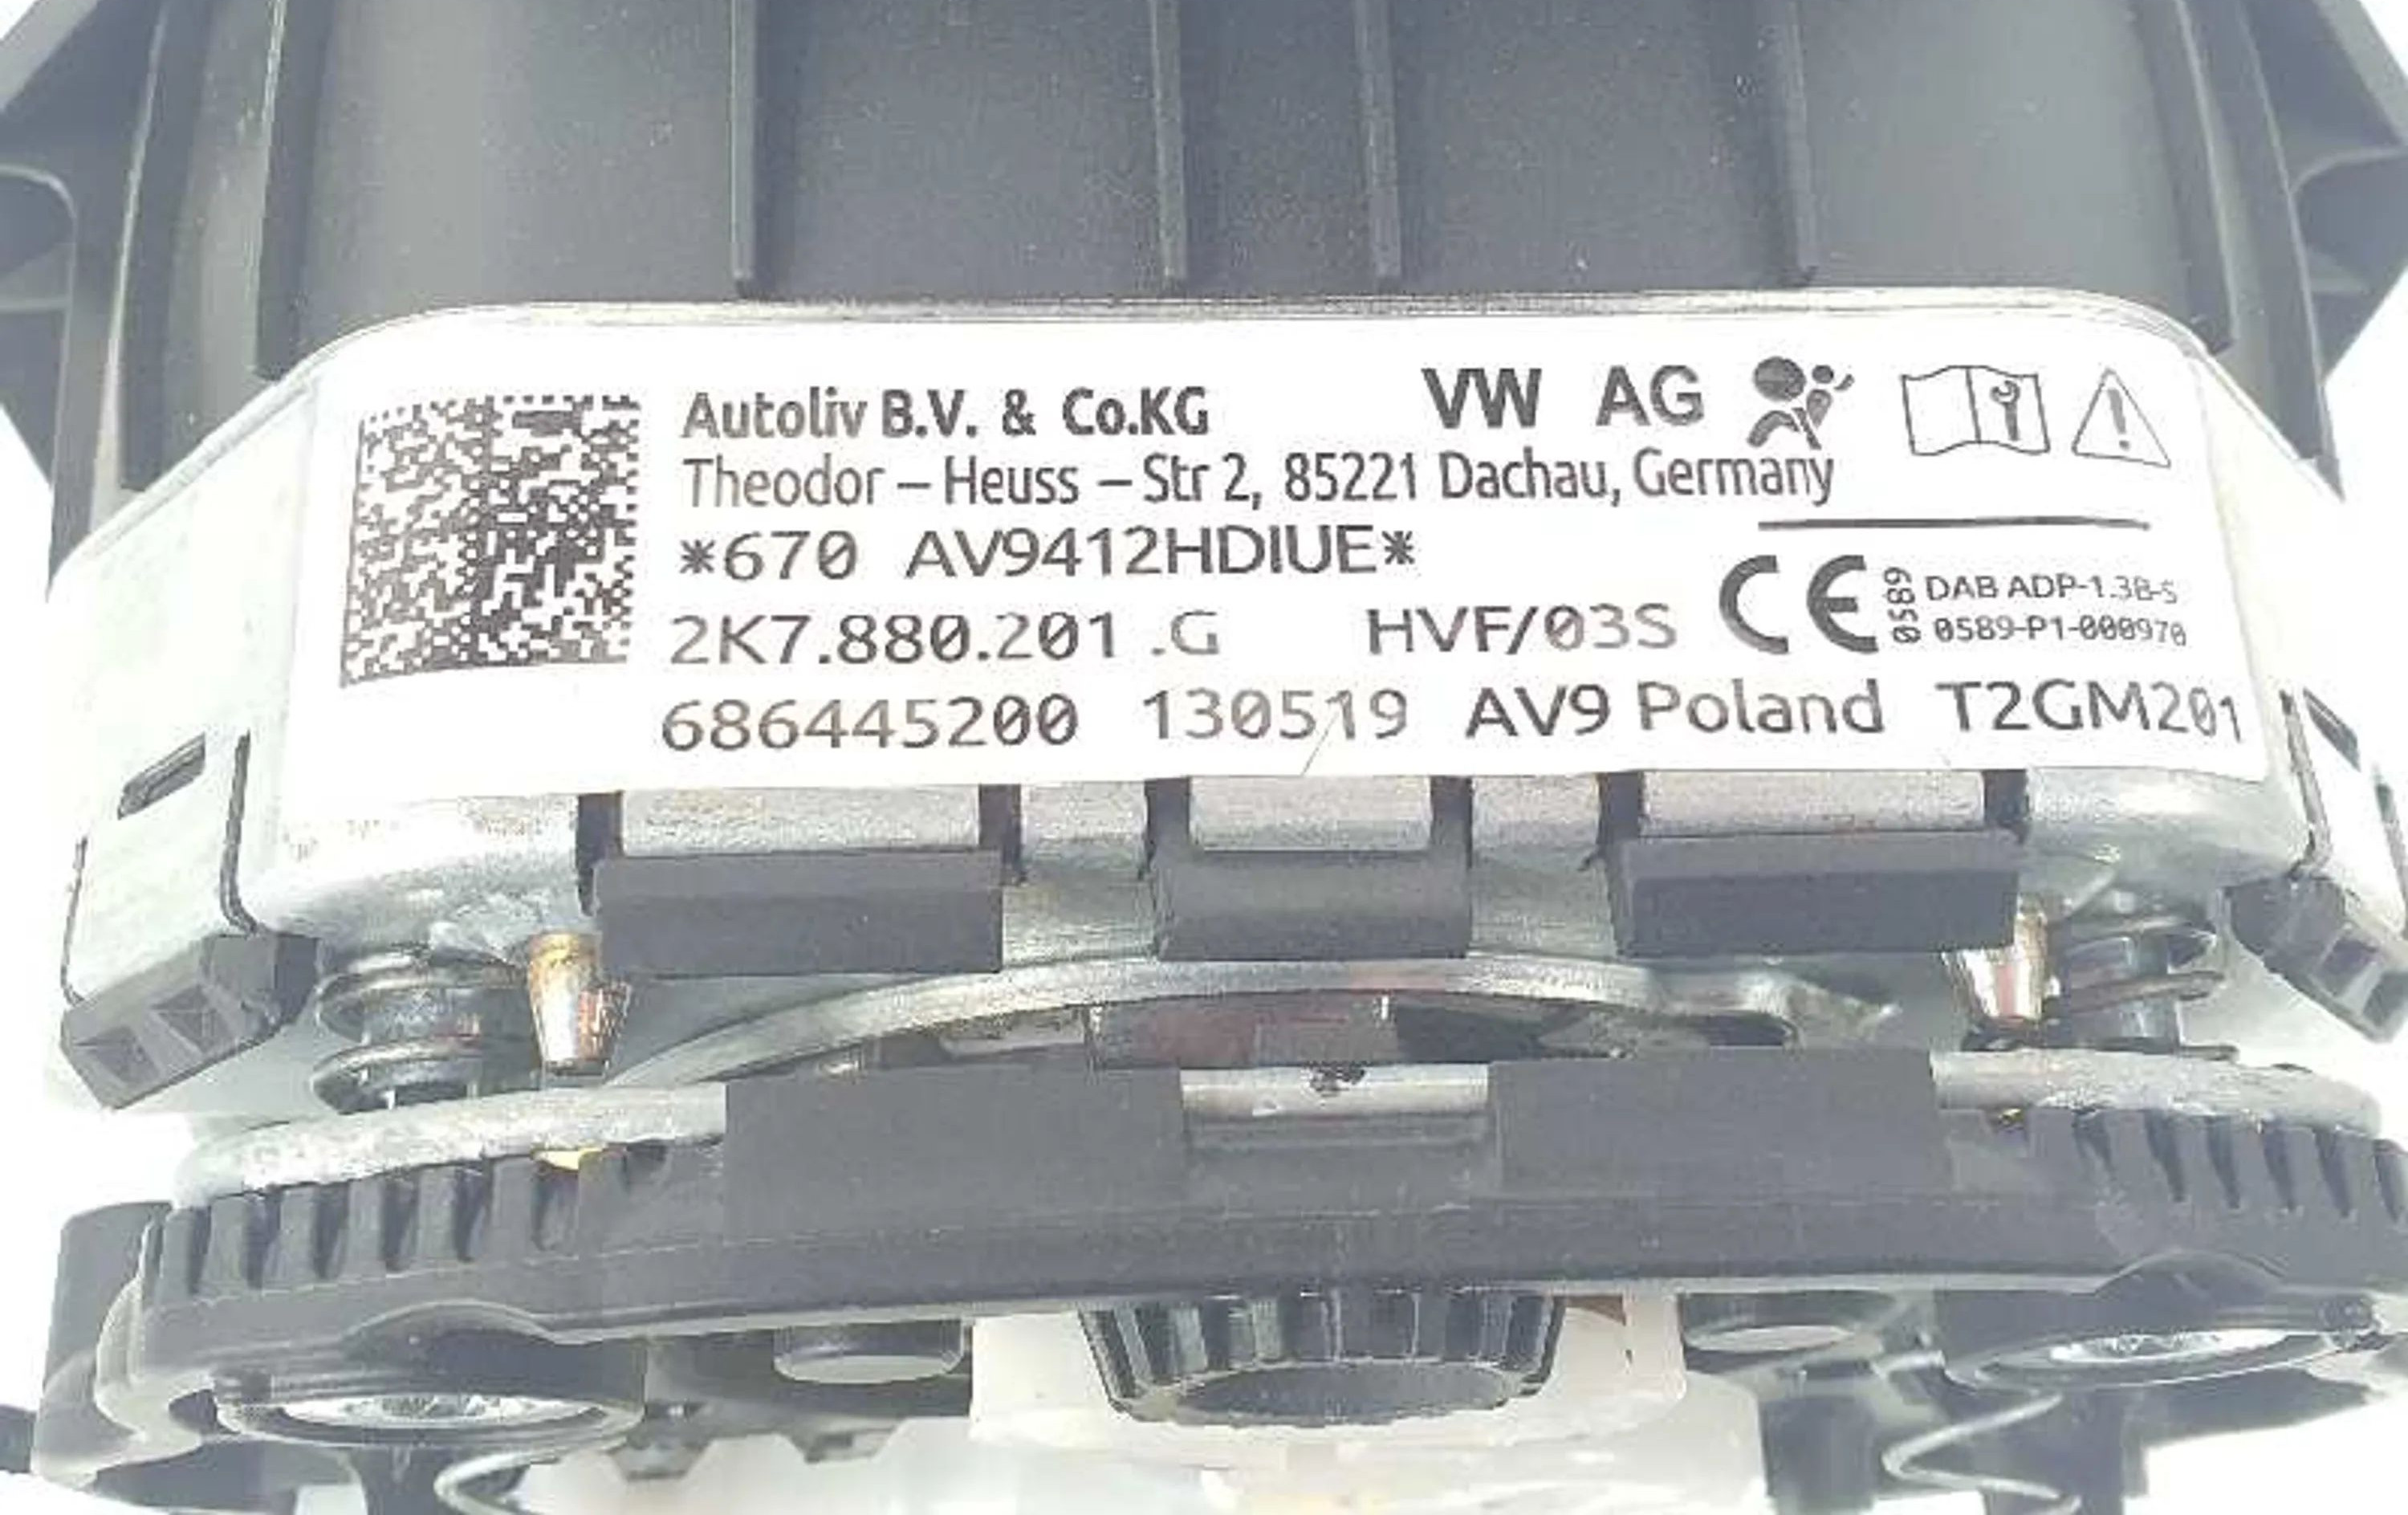 Autoliv B.V. & Co.KG VW AG
Theodor – Heuss – Str 2, 85221 Dachau, Germany
*670 AV9412HDIUE*
2K7.880.201 .G HVF/03S
CE 0589 DAB ADP-1.3B-S
0589-P1-000970
686445200 130519 AV9 Poland T2GM201